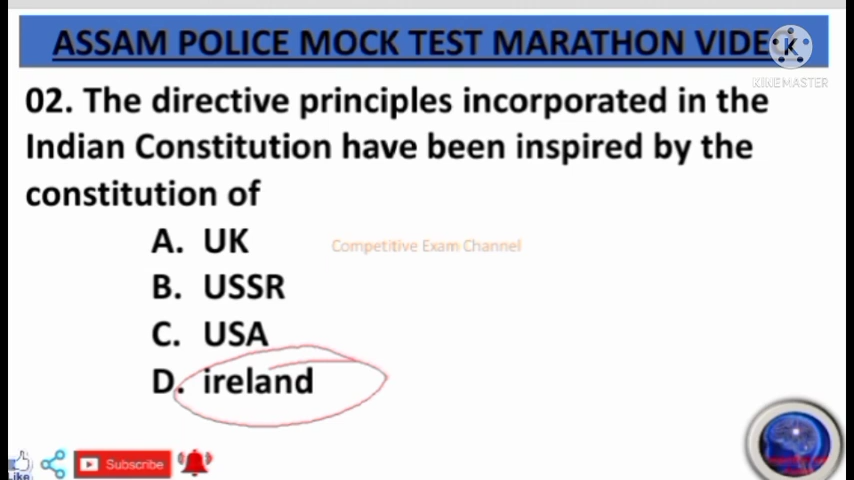 ASSAM POLICE MOCK TEST MARATHON VIDE
KINEMASTER
02. The directive principles incorporated in the
Indian Constitution have been inspired by the
constitution of
A. UK
Competitive Exam Channel
B. USSR
C. USA
D. ireland
Like
Subscribe